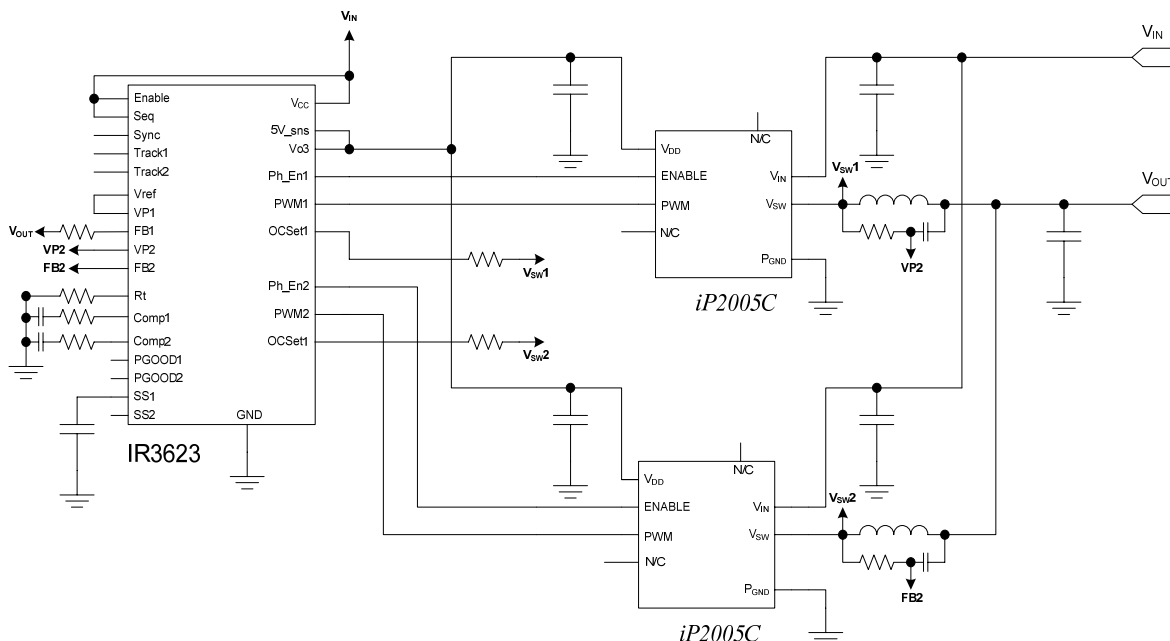 VIN
VIN
Enable
Seq
Sync
Track1
Track2
Vref
VP1
FB1
VP2
FB2
Rt
Comp1
Comp2
PGOOD1
PGOOD2
SS1
SS2
VCC
5V_sns
Vo3
Ph_En1
PWM1
OCSet1
Ph_En2
PWM2
OCSet1
GND
IR3623
VOUT
VP2
FB2
VSW1
VSW2
N/C
VDD
ENABLE
PWM
N/C
VIN
VSW
PGND
iP2005C
VSW1
VP2
VOUT
N/C
VDD
ENABLE
PWM
N/C
VIN
VSW
PGND
iP2005C
VSW2
FB2